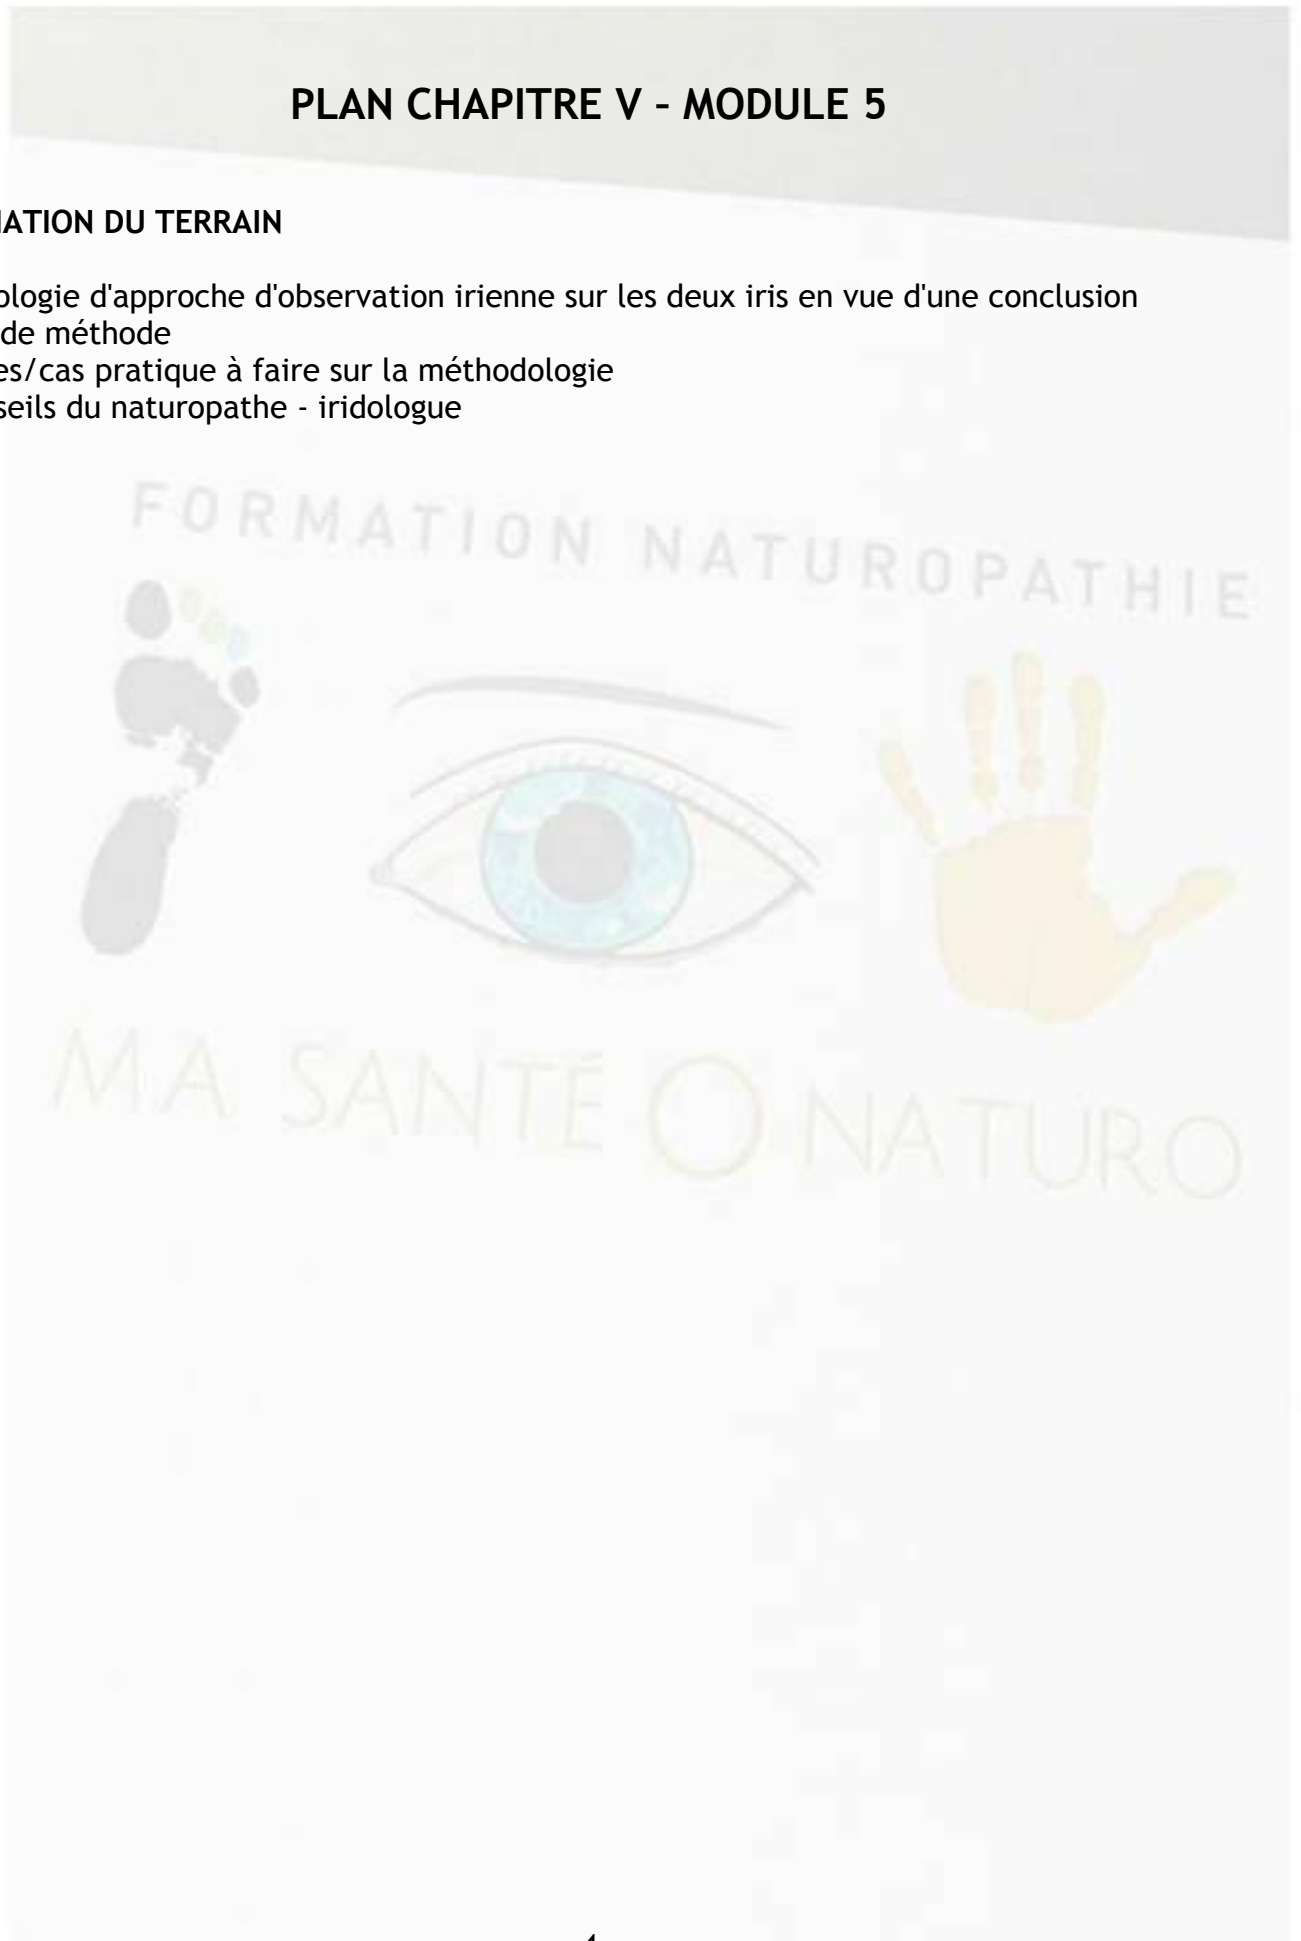 PLAN CHAPITRE V – MODULE 5
ATION DU TERRAIN
ologie d'approche d'observation irienne sur les deux iris en vue d'une conclusion
de méthode
es/cas pratique à faire sur la méthodologie
seils du naturopathe - iridologue
FORMATION NATUROPATHIE
MA SANTÉ O NATURO